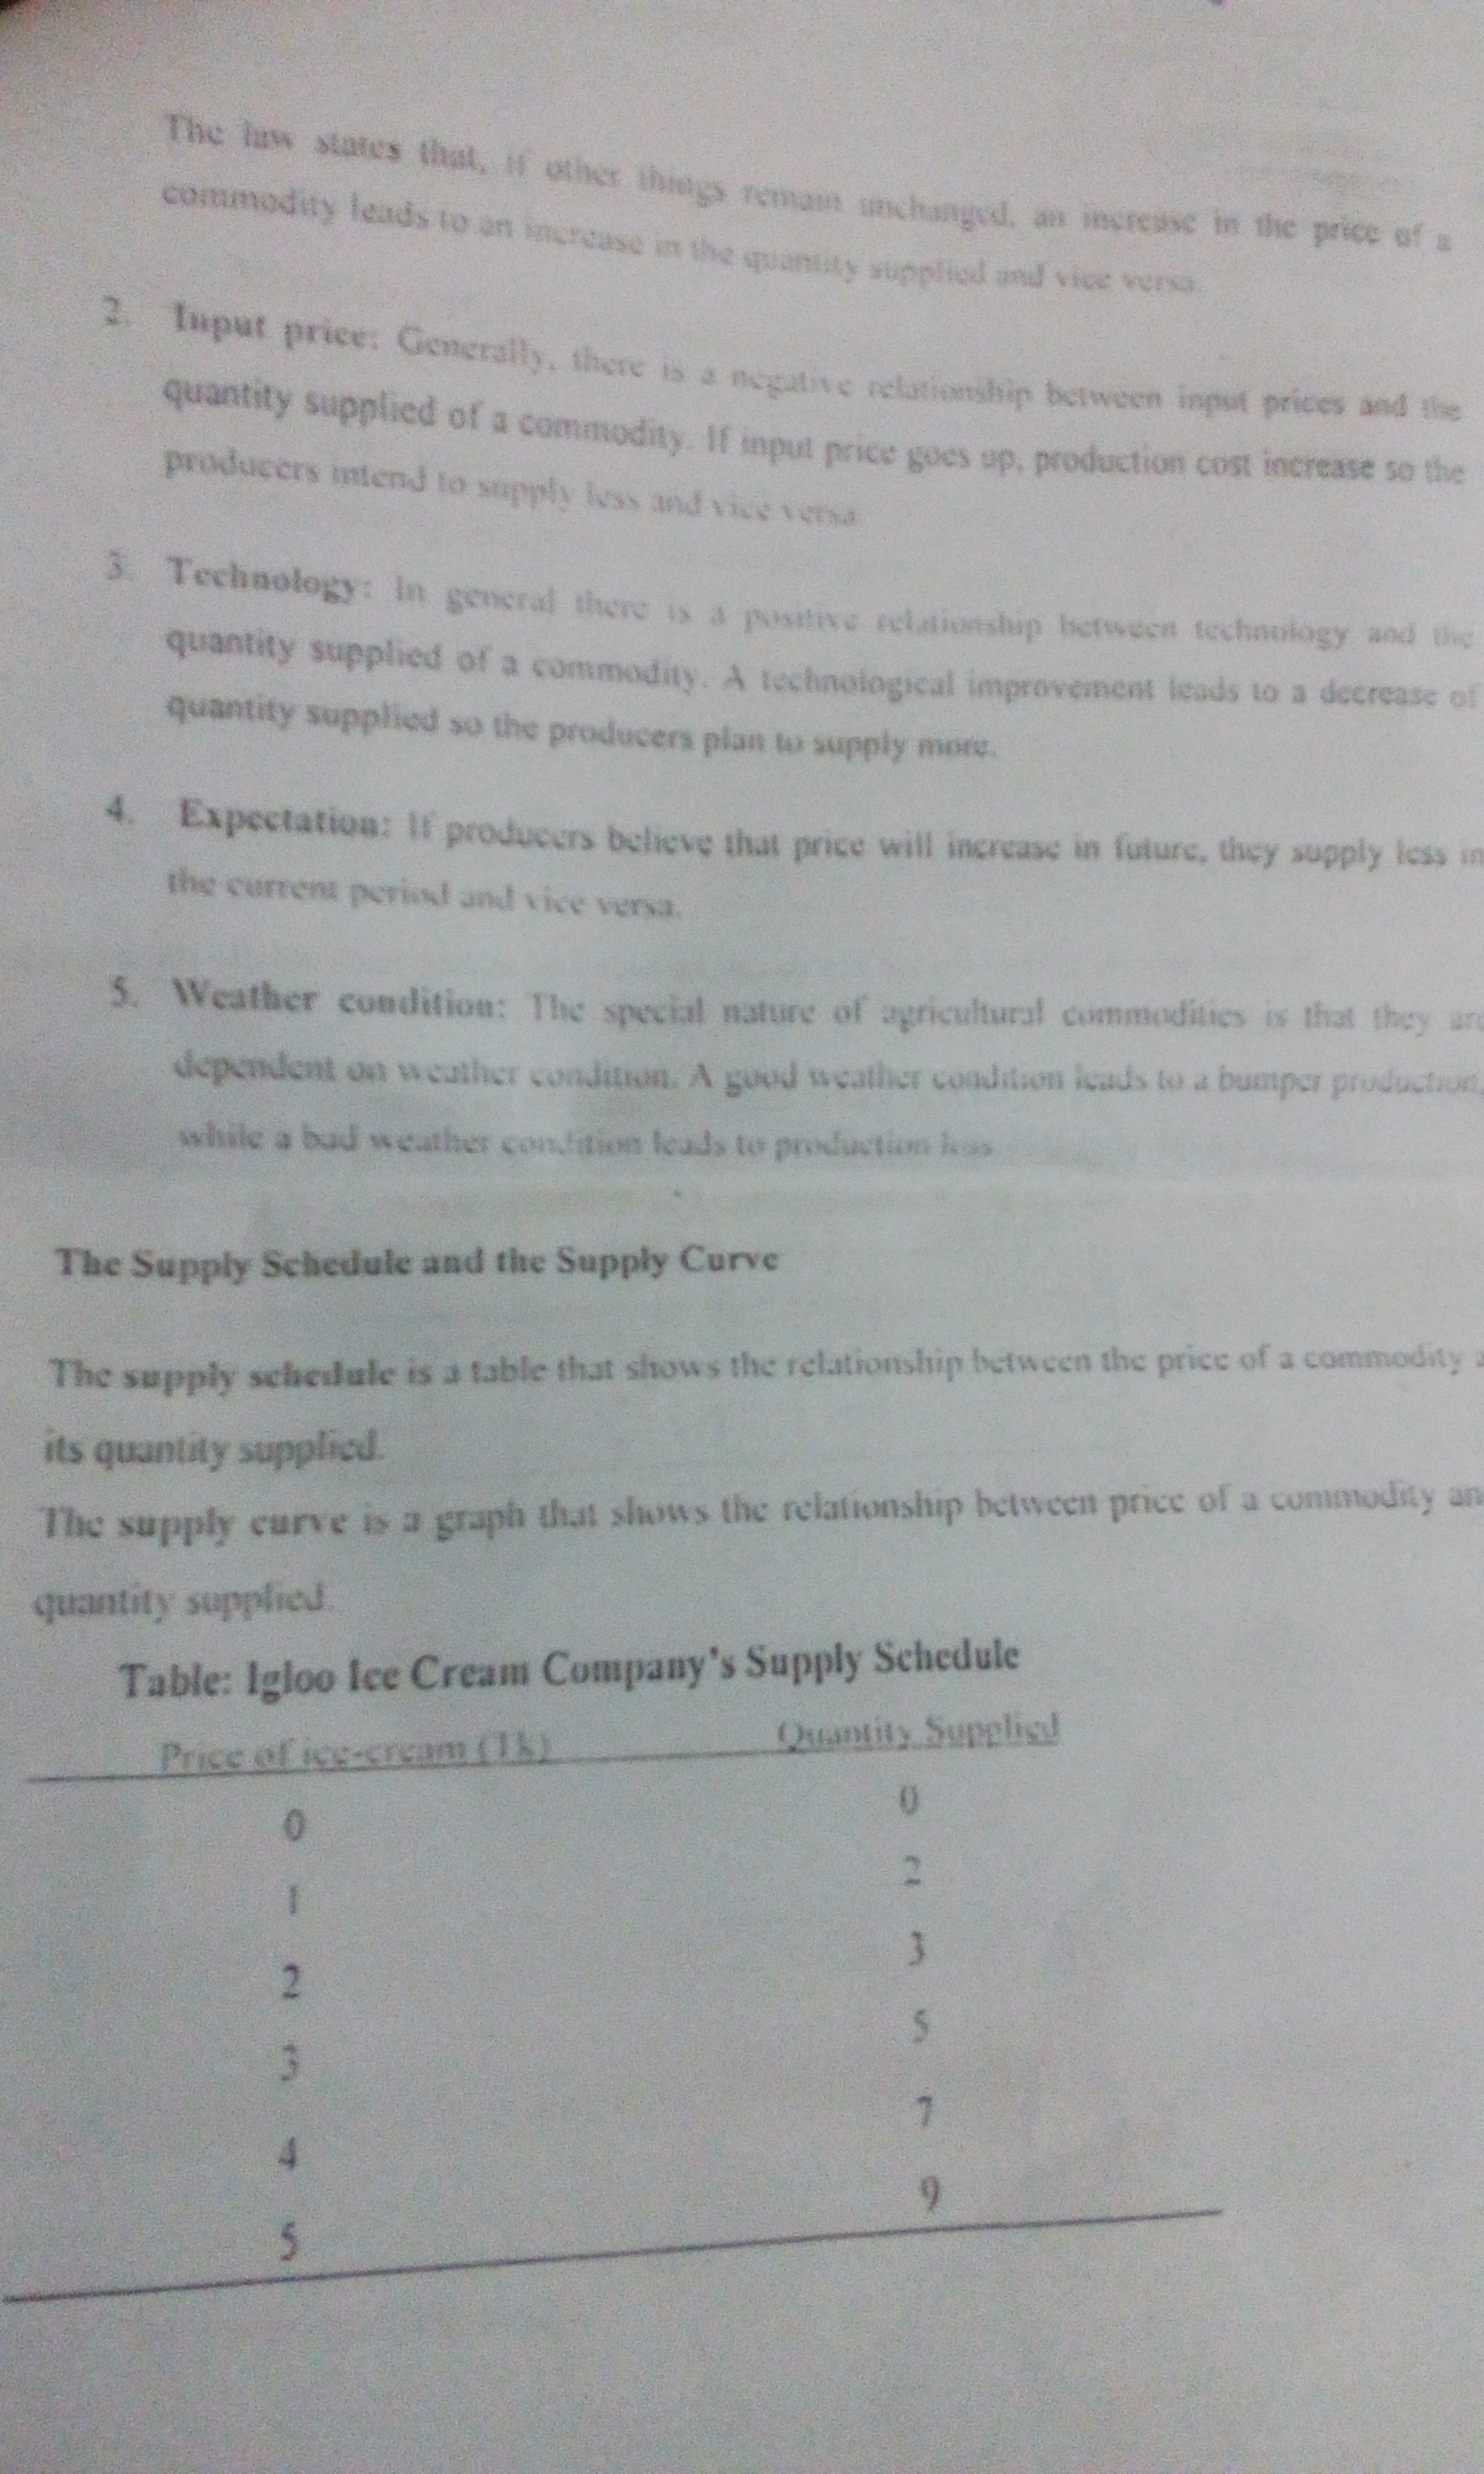 The law states that, if other things remain unchanged, an increase in the price of a
commodity leads to an increase in the quantity supplied and vice versa.
2. Input price: Generally, there is a negative relationship between input prices and the
quantity supplied of a commodity. If input price goes up, production cost increase so the
producers intend to supply less and vice versa
3. Technology: In general there is a positive relationship between technology and the
quantity supplied of a commodity. A technological improvement leads to a decrease of
quantity supplied so the producers plan to supply more.
4. Expectation: If producers believe that price will increase in future, they supply less in
the current period and vice versa.
5. Weather condition: The special nature of agricultural commodities is that they are
dependent on weather condition. A good weather condition leads to a bumper production,
while a bad weather condition leads to production loss
The Supply Schedule and the Supply Curve
The supply schedule is a table that shows the relationship between the price of a commodity
its quantity supplied.
The supply curve is a graph that shows the relationship between price of a commodity an
quantity supplied.
Table: Igloo Ice Cream Company's Supply Schedule
Price of ice-cream (Tk) Quantity Supplied
0 0
1 2
2 3
3 5
4 7
5 9